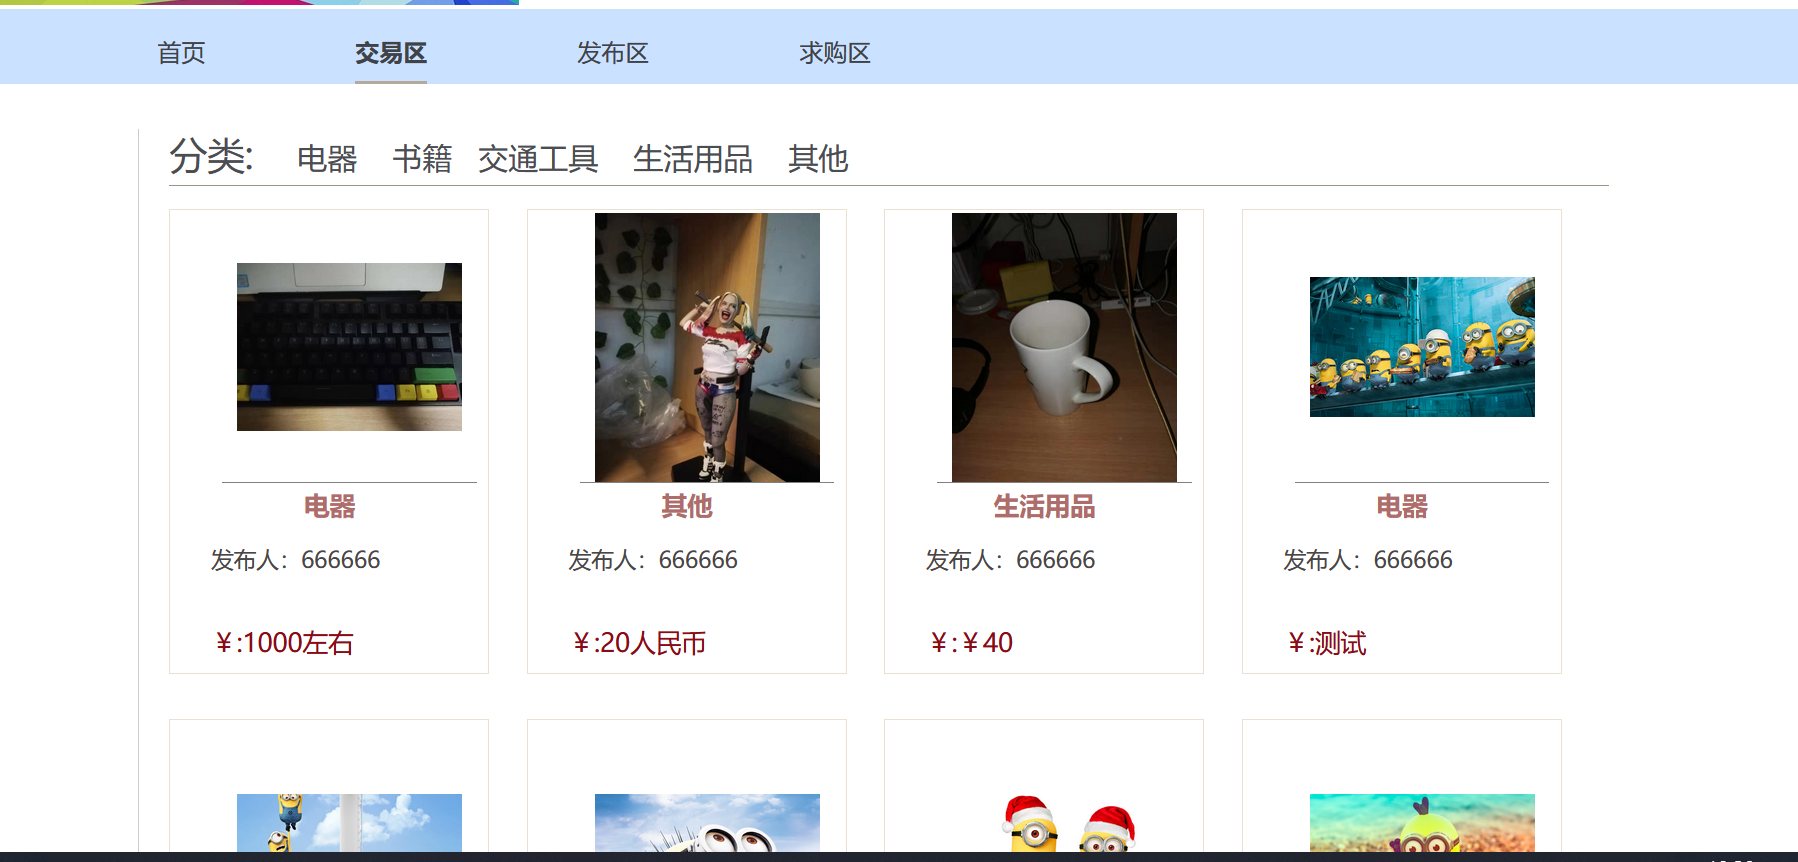 首页 交易区 发布区 求购区
分类: 电器 书籍 交通工具 生活用品 其他
电器 其他 生活用品 电器
发布人：666666 发布人：666666 发布人：666666 发布人：666666
￥:1000左右 ￥:20人民币 ￥:￥40 ￥:测试